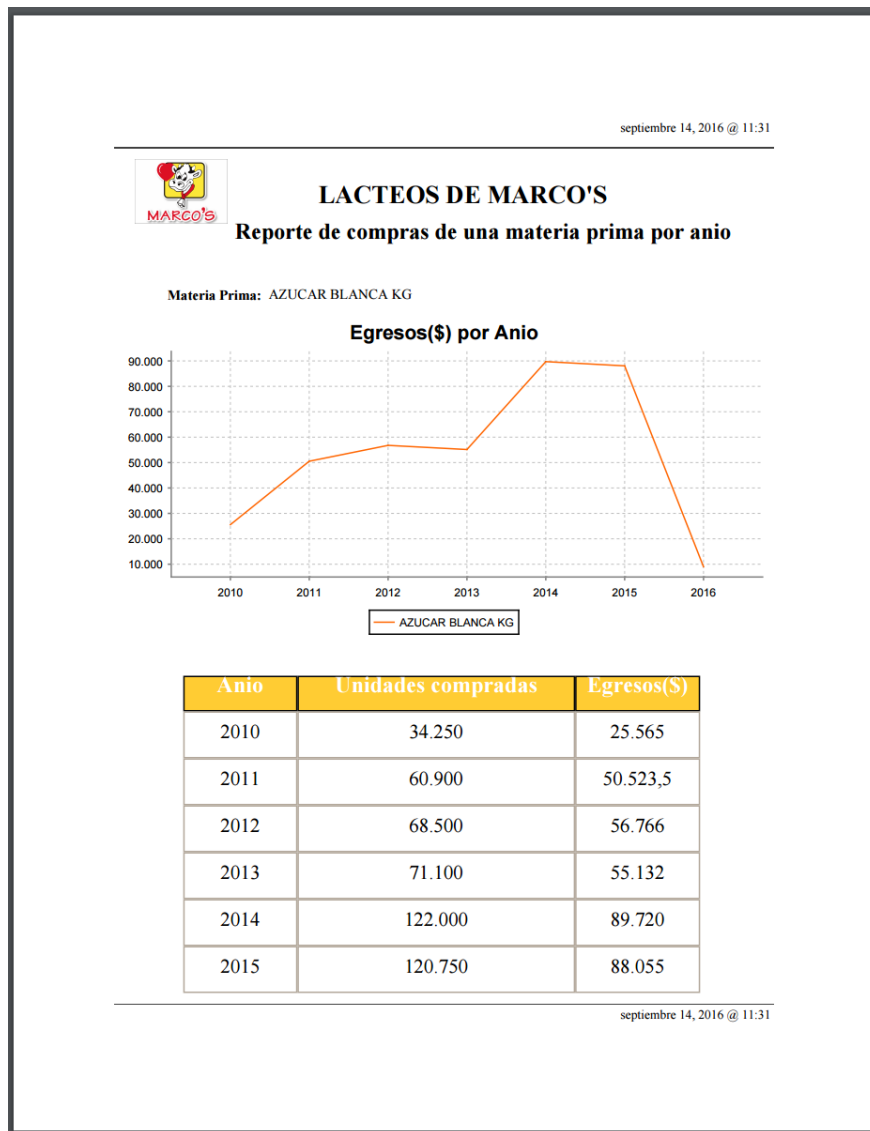 septiembre 14, 2016 @ 11:31
MARCO'S
LACTEOS DE MARCO'S
Reporte de compras de una materia prima por anio
Materia Prima: AZUCAR BLANCA KG
Egresos($) por Anio
90.000
80.000
70.000
60.000
50.000
40.000
30.000
20.000
10.000
2010 2011 2012 2013 2014 2015 2016
AZUCAR BLANCA KG
Anio Unidades compradas Egresos($)
2010 34.250 25.565
2011 60.900 50.523,5
2012 68.500 56.766
2013 71.100 55.132
2014 122.000 89.720
2015 120.750 88.055
septiembre 14, 2016 @ 11:31